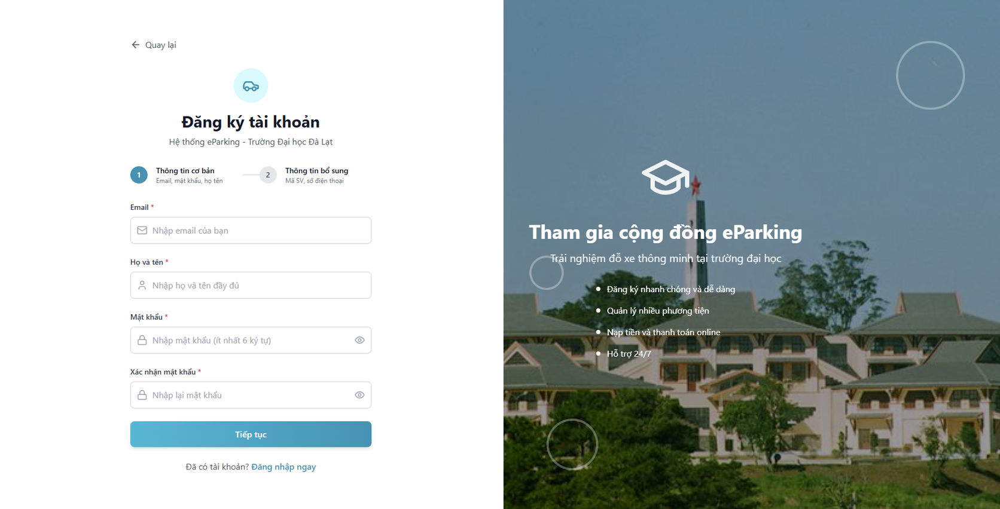 Quay lại
Đăng ký tài khoản
Hệ thống eParking - Trường Đại học Đà Lạt
1
Thông tin cơ bản
Email, mật khẩu, họ tên
2
Thông tin bổ sung
Mã SV, số điện thoại
Email *
Nhập email của bạn
Họ và tên *
Nhập họ và tên đầy đủ
Mật khẩu *
Nhập mật khẩu (ít nhất 6 ký tự)
Xác nhận mật khẩu *
Nhập lại mật khẩu
Tiếp tục
Đã có tài khoản? Đăng nhập ngay
Tham gia cộng đồng eParking
Trải nghiệm đỗ xe thông minh tại trường đại học
Đăng ký nhanh chóng và dễ dàng
Quản lý nhiều phương tiện
Nạp tiền và thanh toán online
Hỗ trợ 24/7